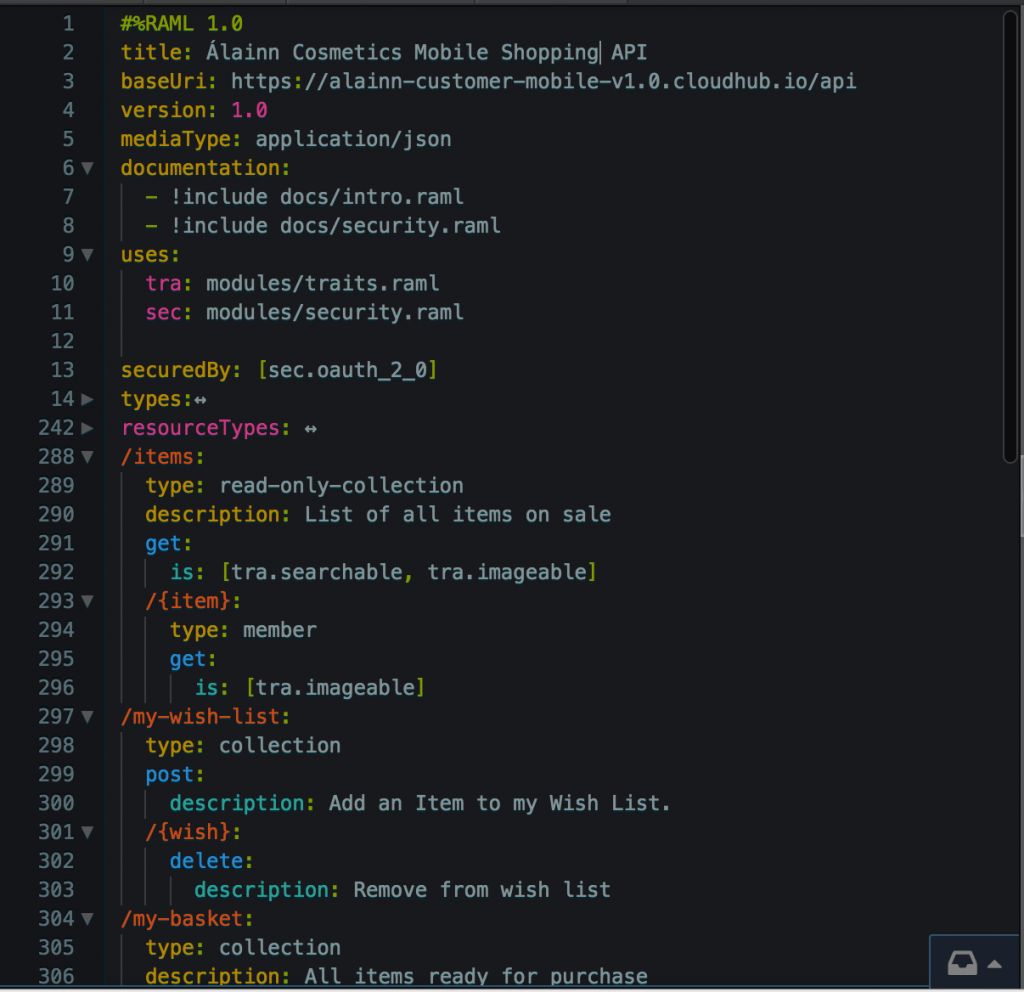 1 #%RAML 1.0
2 title: Álainn Cosmetics Mobile Shopping API
3 baseUri: https://alainn-customer-mobile-v1.0.cloudhub.io/api
4 version: 1.0
5 mediaType: application/json
6 documentation:
7 - !include docs/intro.raml
8 - !include docs/security.raml
9 uses:
10 tra: modules/traits.raml
11 sec: modules/security.raml
12
13 securedBy: [sec.oauth_2_0]
14 types:↔
242 resourceTypes: ↔
288 /items:
289 type: read-only-collection
290 description: List of all items on sale
291 get:
292 is: [tra.searchable, tra.imageable]
293 /{item}:
294 type: member
295 get:
296 is: [tra.imageable]
297 /my-wish-list:
298 type: collection
299 post:
300 description: Add an Item to my Wish List.
301 /{wish}:
302 delete:
303 description: Remove from wish list
304 /my-basket:
305 type: collection
306 description: All items ready for purchase